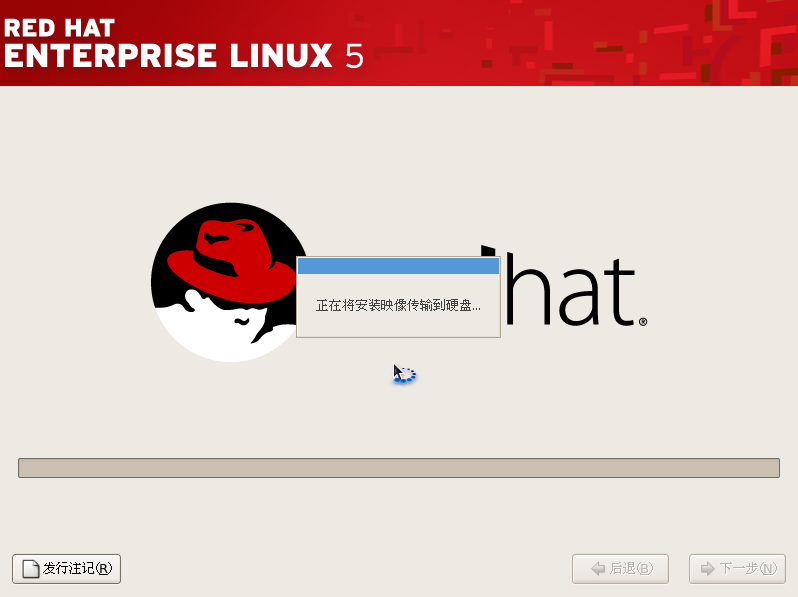 RED HAT
ENTERPRISE LINUX 5
hat.®
正在将安装映像传输到硬盘...
发行注记(R)
后退(B)
下一步(N)